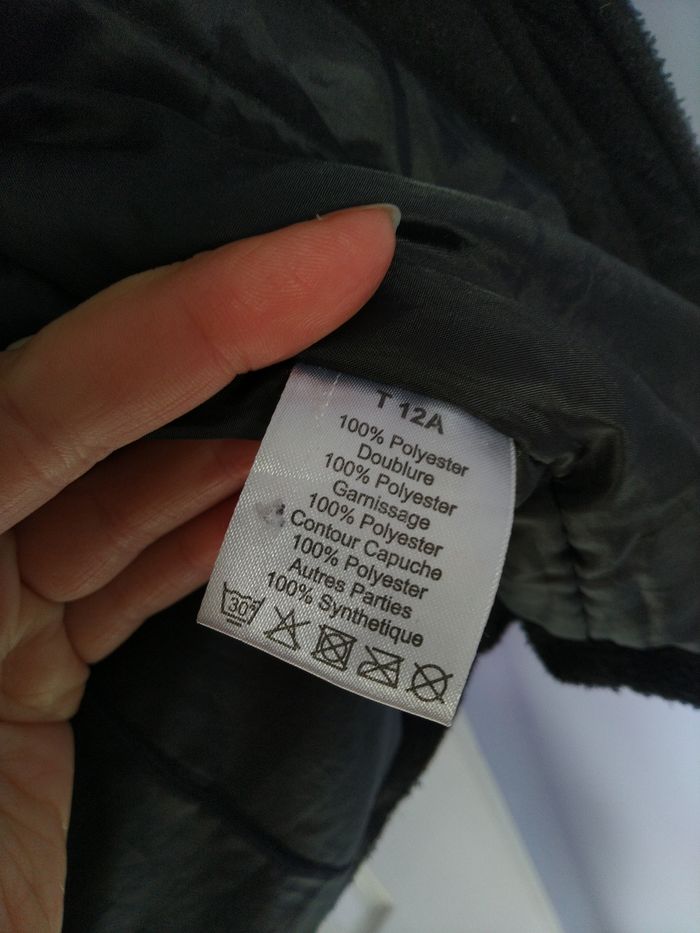 T 12A
100% Polyester
Doublure
100% Polyester
Garnissage
100% Polyester
Contour Capuche
100% Polyester
Autres Parties
100% Synthetique
30°